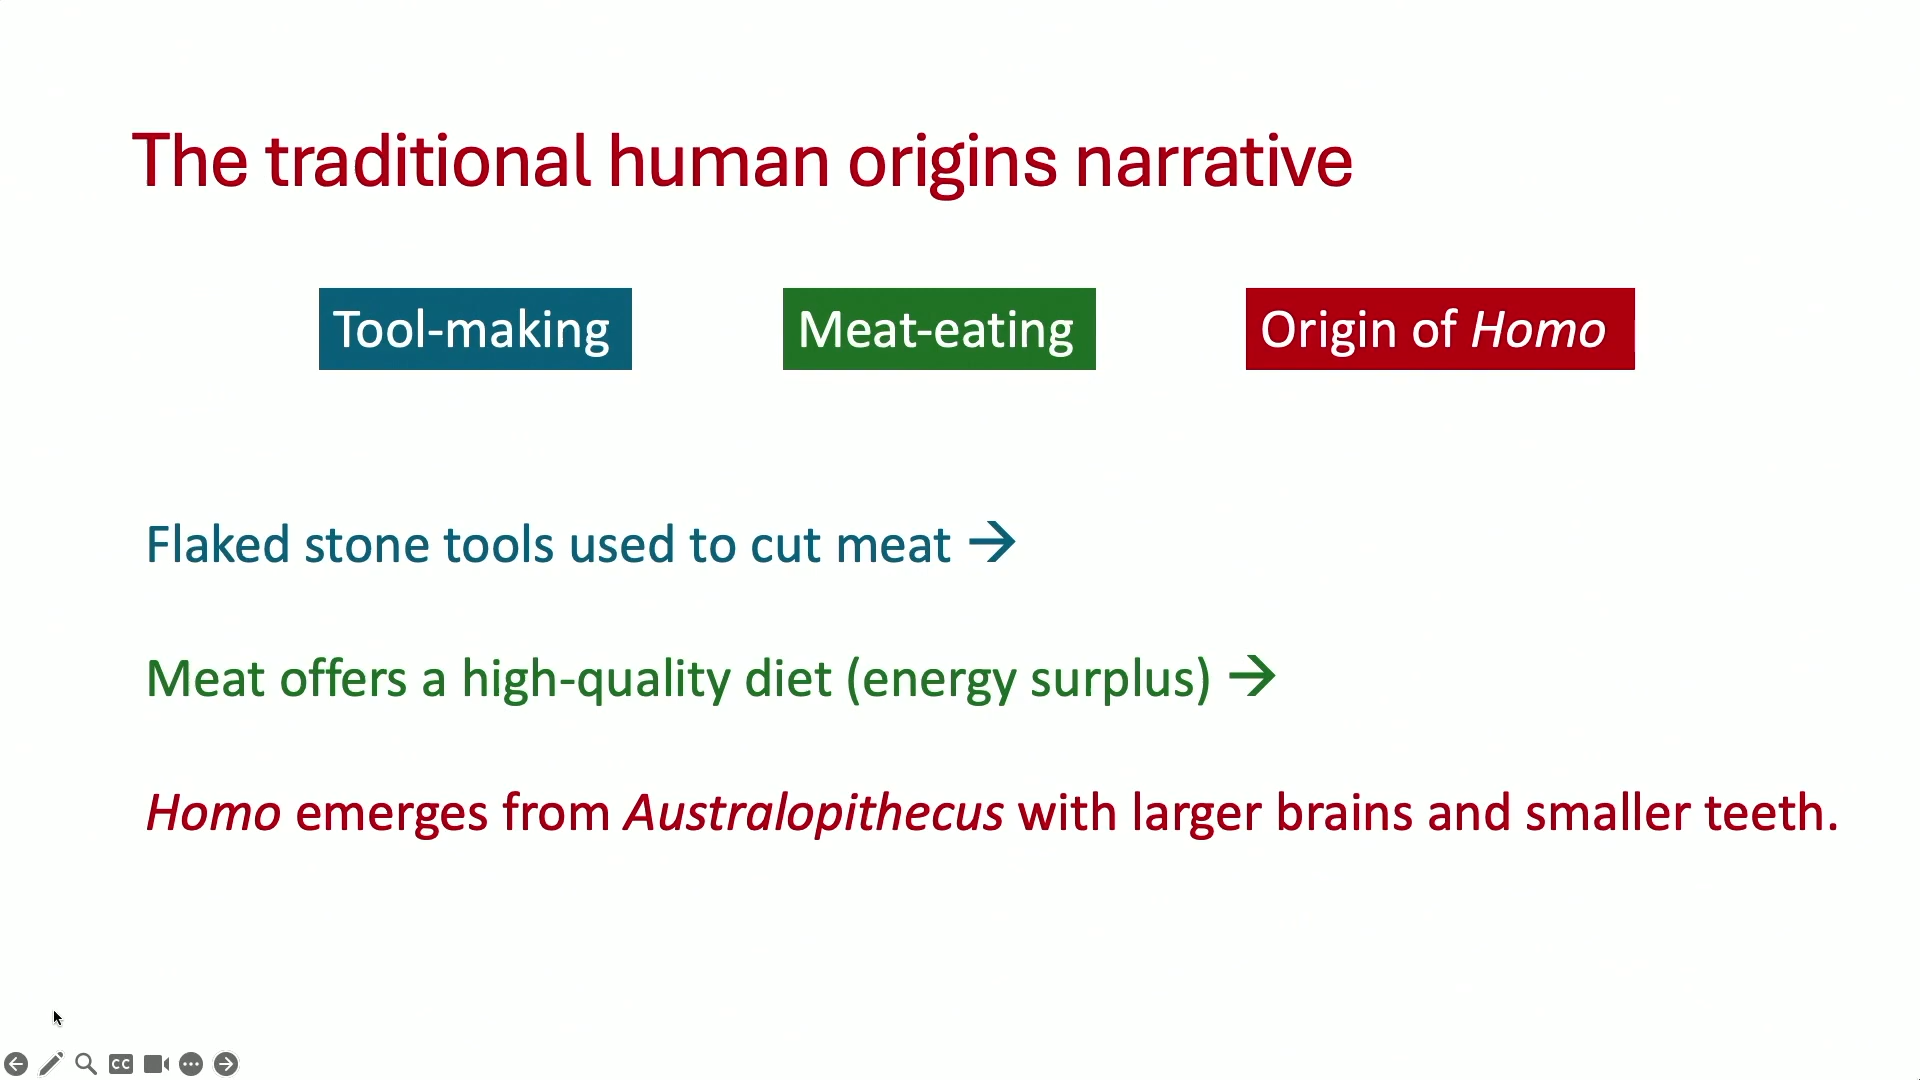 The traditional human origins narrative
Tool-making
Meat-eating
Origin of Homo
Flaked stone tools used to cut meat →
Meat offers a high-quality diet (energy surplus) →
Homo emerges from Australopithecus with larger brains and smaller teeth.
CC